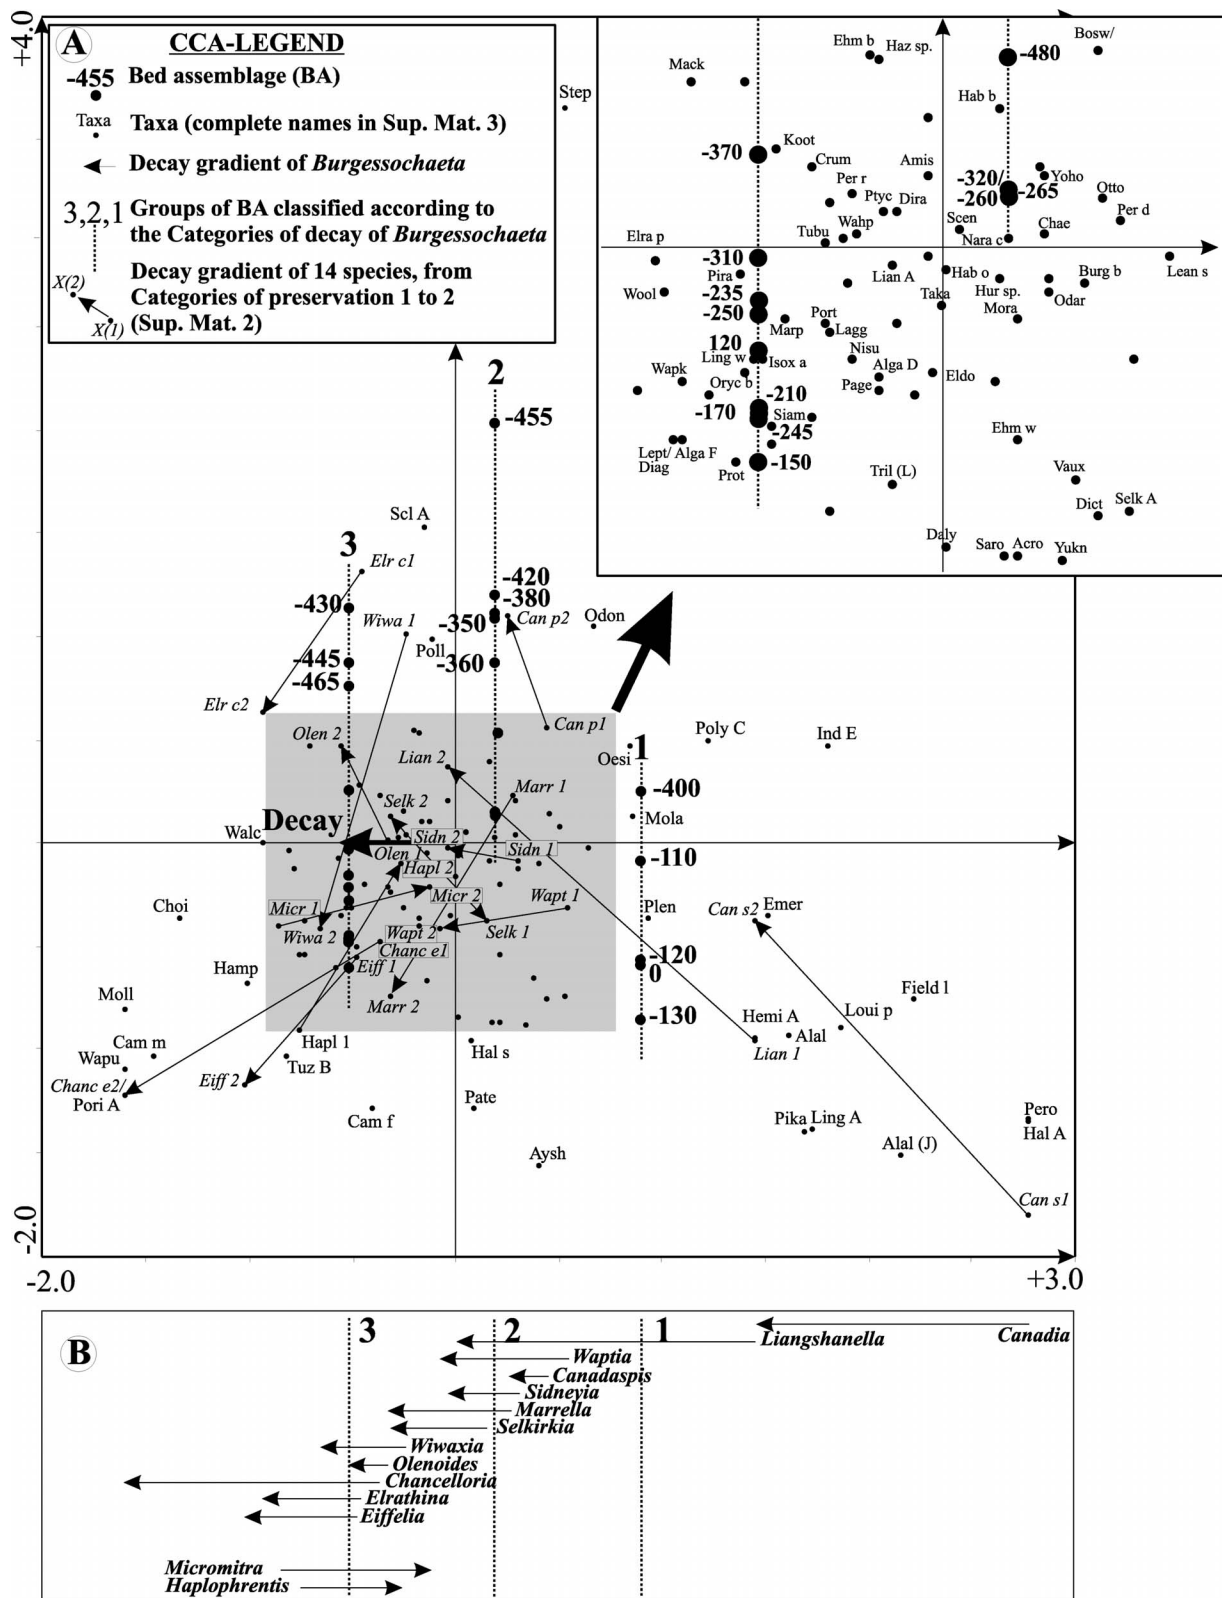 +4.0
A
CCA-LEGEND
-455 Bed assemblage (BA)
Taxa Taxa (complete names in Sup. Mat. 3)
Decay gradient of Burgessochaeta
3,2,1 Groups of BA classified according to
the Categories of decay of Burgessochaeta
Decay gradient of 14 species, from
X(2) Categories of preservation 1 to 2
X(1) (Sup. Mat. 2)
Step
Mack
Ehm b
Haz sp.
Bosw/
-480
Hab b
-370
Koot
Crum
Per r
Amis
Ptyc
Dira
-320/
-260
-265
Yoho
Otto
Per d
Scen
Chae
Nara c
Wahp
Tubu
Elra p
-310
Pira
Wool
-235
-250
Lian A
Hab o
Taka
Hur sp.
Burg b
Odar
Lean s
Mora
Marp
Port
Lagg
120
Ling w
Isox a
Nisu
Wapk
Oryc b
Alga D
Page
Eldo
-210
-170
Siam
-245
-150
Lept/
Diag
Alga F
Prot
Tril (L)
Ehm w
Vaux
Dict
Selk A
Daly
Saro
Acro
Yukn
2
-455
Scl A
3
Elr c1
-420
-380
-430
-350
Can p2
Odon
Wiwa 1
Poll
-445
-360
-465
Elr c2
Can p1
Olen 2
Lian 2
Oesi
1
Poly C
Ind E
Marr 1
-400
Selk 2
Decay
Mola
Walc
Sidn 2
Olen 1
Sidn 1
-110
Hapl 2
Micr 2
Wapt 1
Micr 1
Choi
Plen
Can s2
Emer
Wiwa 2
Wapt 2
Selk 1
Chanc e1
Eiff 1
-120
0
Hamp
Marr 2
Field l
Moll
-130
Loui p
Hemi A
Alal
Lian 1
Hapl 1
Cam m
Hal s
Wapu
Tuz B
Chanc e2/
Pori A
Eiff 2
Cam f
Pate
Pero
Hal A
Pika
Ling A
Alal (J)
Aysh
Can s1
-2.0
-2.0
+3.0
B
3
2
1
Canadia
Liangshanella
Waptia
Canadaspis
Sidneyia
Marrella
Selkirkia
Wiwaxia
Olenoides
Chancelloria
Elrathina
Eiffelia
Micromitra
Haplophrentis